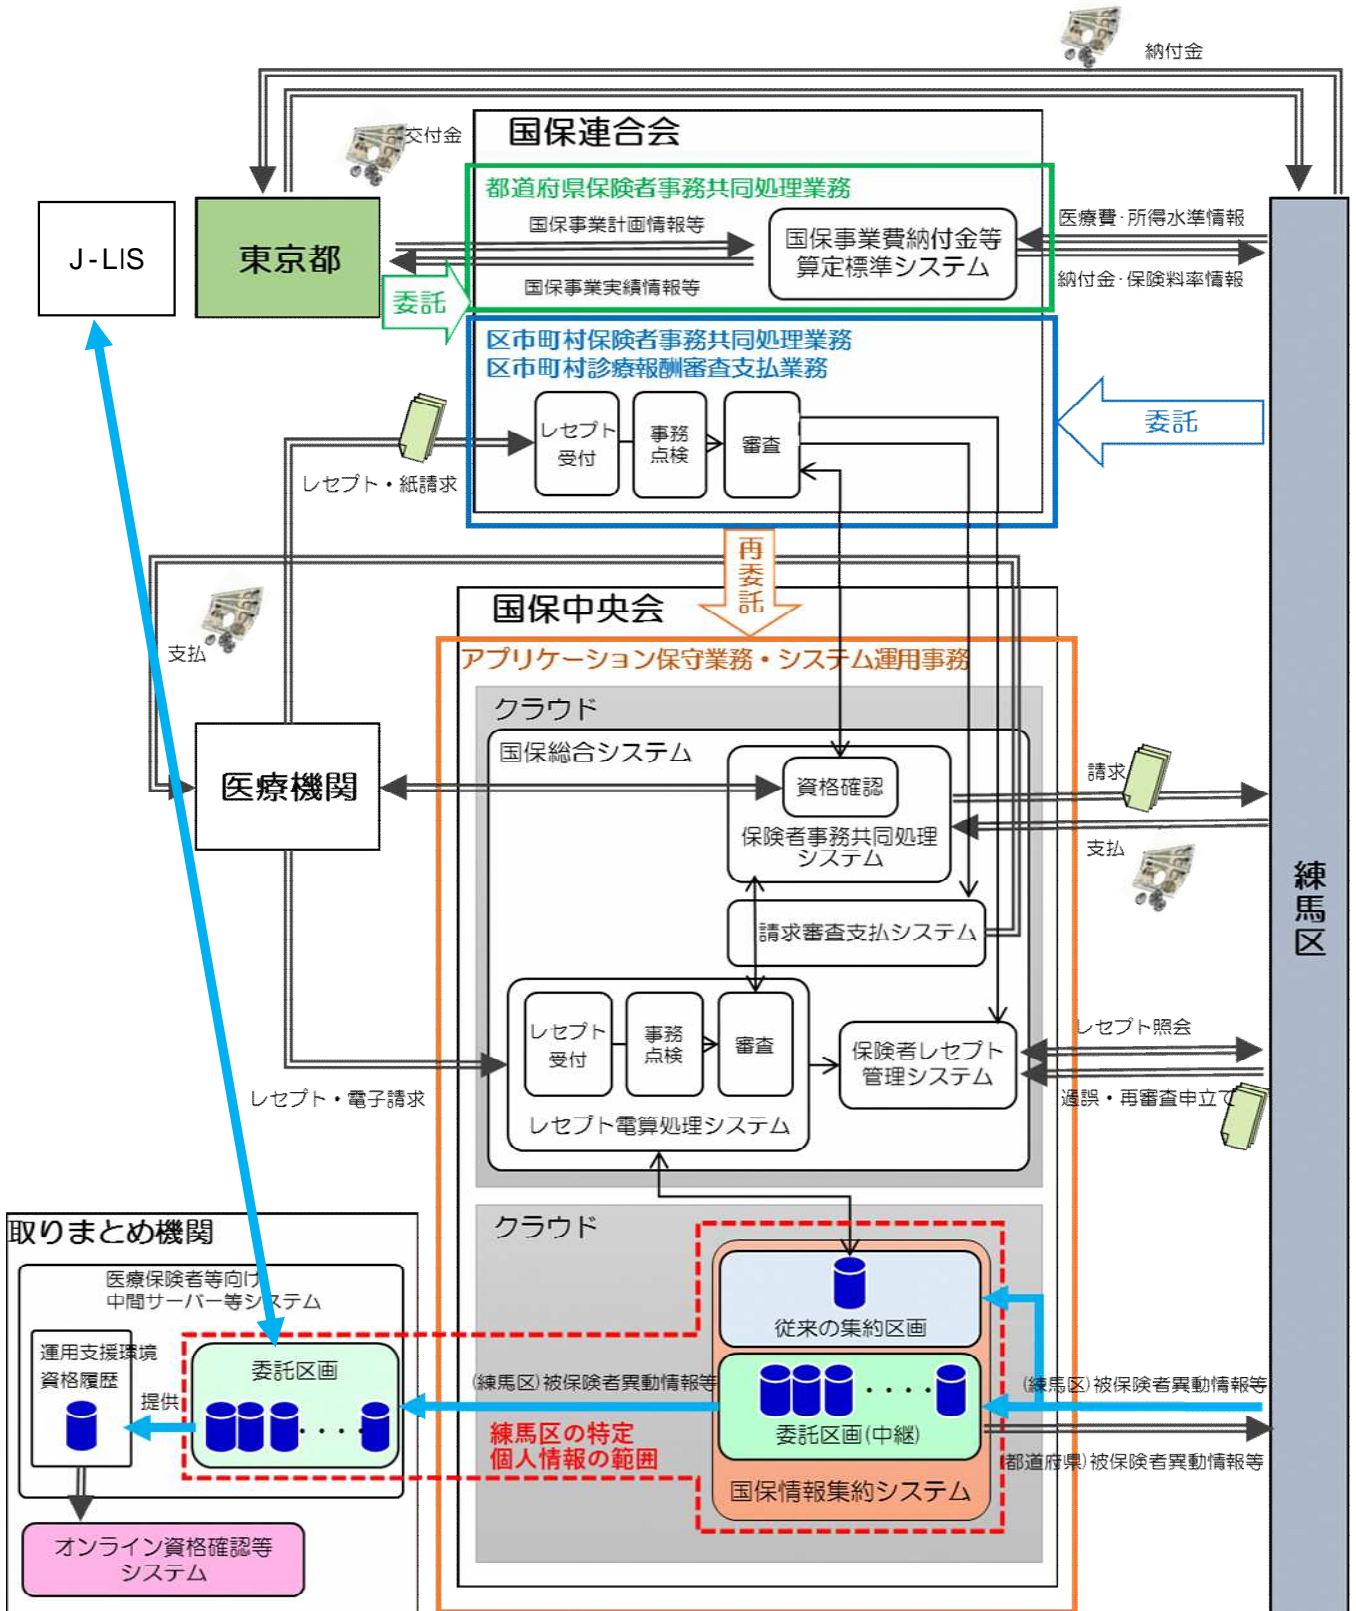 納付金
交付金
国保連合会
都道府県保険者事務共同処理業務
J-LIS
東京都
国保事業計画情報等
国保事業実績情報等
国保事業費納付金等
算定標準システム
医療費・所得水準情報
納付金・保険料率情報
委託
区市町村保険者事務共同処理業務
区市町村診療報酬審査支払業務
委託
レセプト
受付
事務
点検
審査
レセプト・紙請求
再委託
国保中央会
支払
アプリケーション保守業務・システム運用事務
クラウド
国保総合システム
医療機関
資格確認
保険者事務共同処理
システム
請求
支払
練馬区
請求審査支払システム
レセプト
受付
事務
点検
審査
レセプト電算処理システム
保険者レセプト
管理システム
レセプト照会
過誤・再審査申立て
レセプト・電子請求
取りまとめ機関
医療保険者等向け
中間サーバー等システム
運用支援環境
資格履歴
提供
委託区画
・・・・
オンライン資格確認等
システム
クラウド
従来の集約区画
・・・・
委託区画(中継)
国保情報集約システム
(練馬区)被保険者異動情報等
練馬区の特定
個人情報の範囲
(練馬区)被保険者異動情報等
(都道府県)被保険者異動情報等